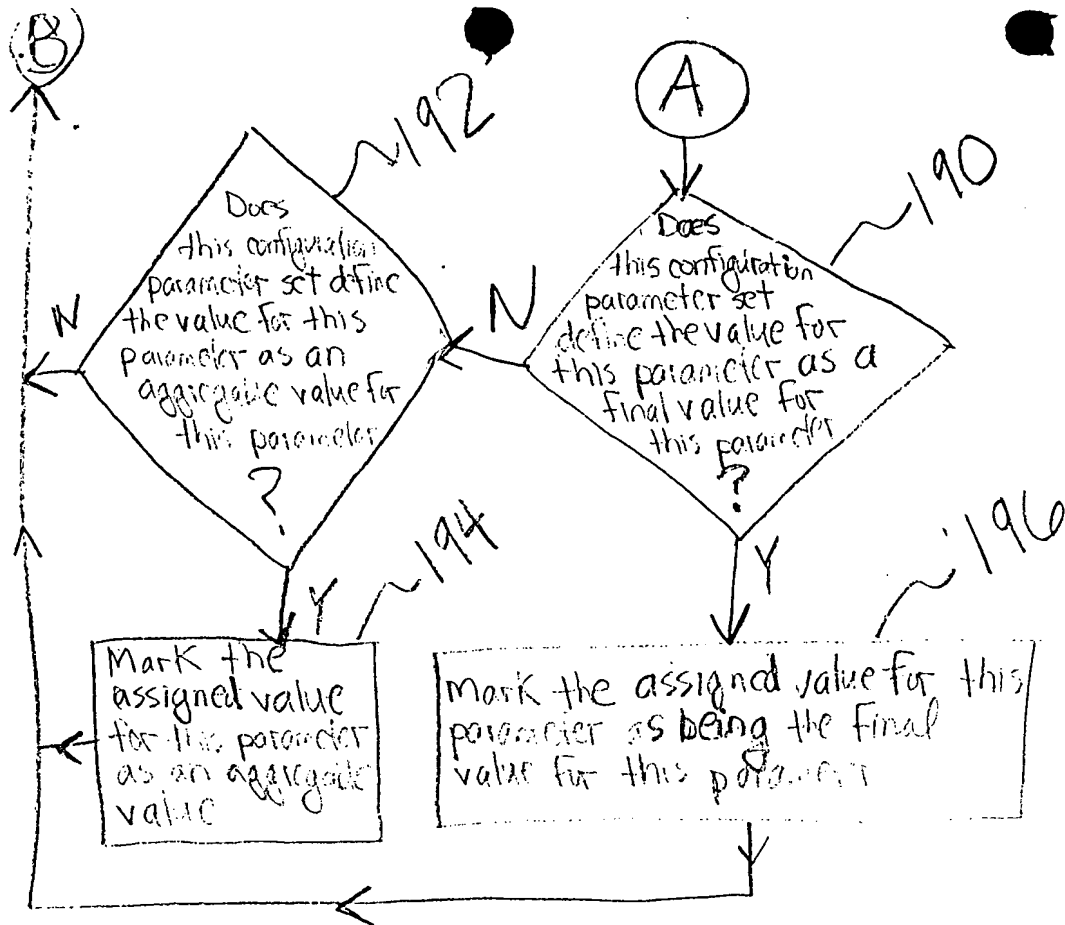 B
A
~192
~190
Does
this configuration
parameter set
define the value for
this parameter as a
final value for
this parameter
?
N
Y
Does
this configuration
parameter set define
the value for this
parameter as an
aggregate value for
this parameter
?
N
Y
~194
Mark the
assigned value
for this parameter
as an aggregate
value
~196
Mark the assigned value for this
parameter as being the final
value for this parameter